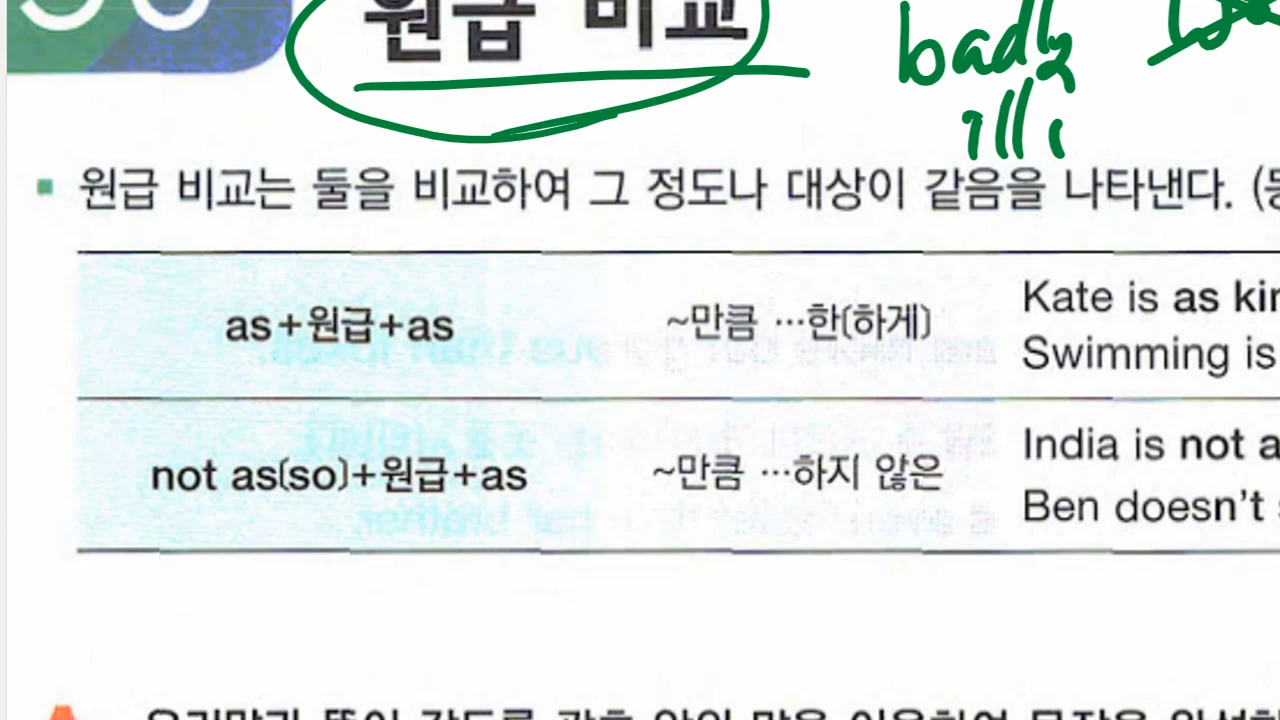 원급 비교
badly
ill
원급 비교는 둘을 비교하여 그 정도나 대상이 같음을 나타낸다.
as+원급+as ~만큼 …한(하게) Kate is as
Swimming is
not as(so)+원급+as ~만큼 …하지 않은 India is not
Ben doesn't